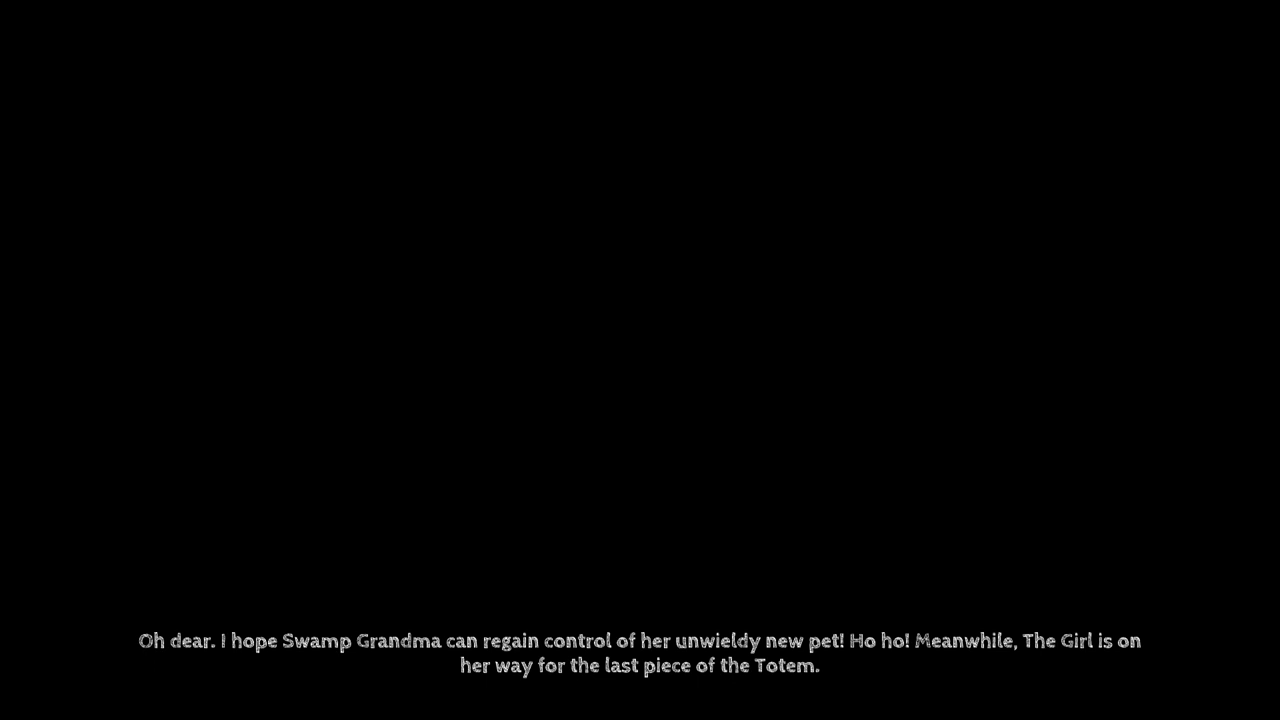 Oh dear. I hope Swamp Grandma can regain control of her unwieldy new pet! Ho ho! Meanwhile, The Girl is on
her way for the last piece of the Totem.